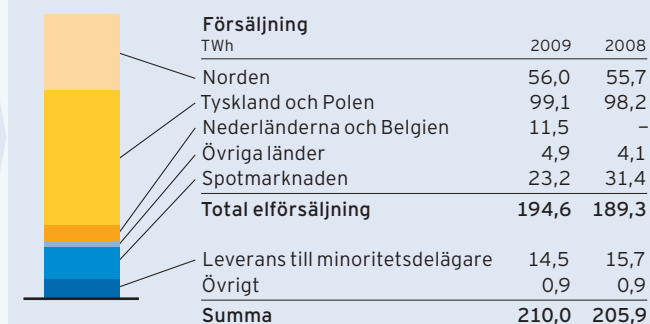 Försäljning
TWh 2009 2008
Norden 56,0 55,7
Tyskland och Polen 99,1 98,2
Nederländerna och Belgien 11,5 –
Övriga länder 4,9 4,1
Spotmarknaden 23,2 31,4
Total elförsäljning 194,6 189,3
Leverans till minoritetsdelägare 14,5 15,7
Övrigt 0,9 0,9
Summa 210,0 205,9